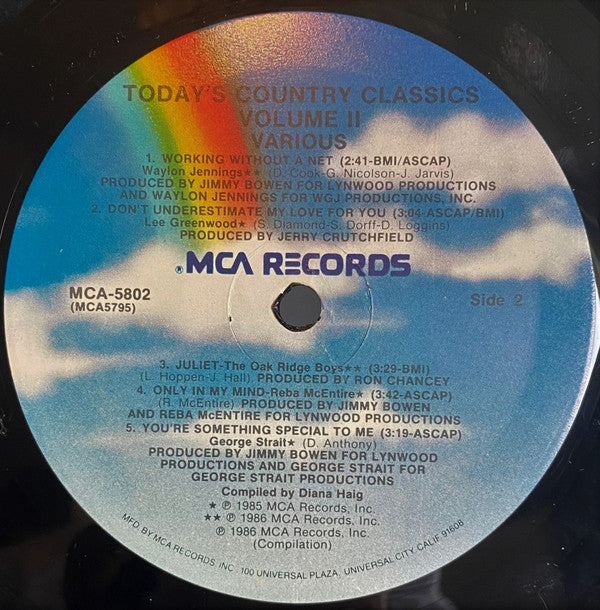 TODAY'S COUNTRY CLASSICS
VOLUME II
VARIOUS
1. WORKING WITHOUT A NET (2:41-BMI/ASCAP)
Waylon Jennings★★ (D. Cook-G. Nicolson-J. Jarvis)
PRODUCED BY JIMMY BOWEN FOR LYNWOOD PRODUCTIONS
AND WAYLON JENNINGS FOR WGJ PRODUCTIONS, INC.
2. DON'T UNDERESTIMATE MY LOVE FOR YOU (3:04-ASCAP/BMI)
Lee Greenwood★ (S. Diamond-S. Dorff-D. Loggins)
PRODUCED BY JERRY CRUTCHFIELD
®MCA RECORDS
MCA-5802
(MCA5795)
Side 2
3. JULIET-The Oak Ridge Boys★★ (3:29-BMI)
(L. Hoppen-J. Hall). PRODUCED BY RON CHANCEY
4. ONLY IN MY MIND-Reba McEntire★ (3:42-ASCAP)
(R. McEntire) PRODUCED BY JIMMY BOWEN
AND REBA McENTIRE FOR LYNWOOD PRODUCTIONS
5. YOU'RE SOMETHING SPECIAL TO ME (3:19-ASCAP)
George Strait★ (D. Anthony)
PRODUCED BY JIMMY BOWEN FOR LYNWOOD
PRODUCTIONS AND GEORGE STRAIT FOR
GEORGE STRAIT PRODUCTIONS
Compiled by Diana Haig
★ ℗ 1985 MCA Records, Inc.
★★ ℗ 1986 MCA Records, Inc.
℗ 1986 MCA Records, Inc.
(Compilation)
MFD BY MCA RECORDS, INC · 100 UNIVERSAL PLAZA, UNIVERSAL CITY, CALIF 91608